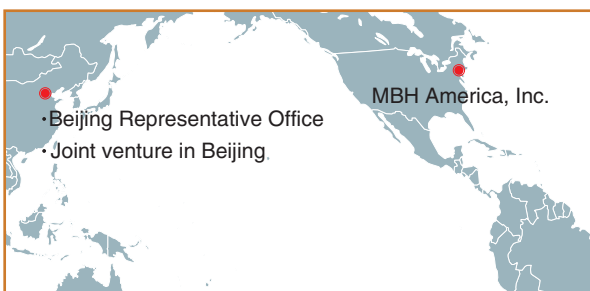 MBH America, Inc.
·Beijing Representative Office
·Joint venture in Beijing